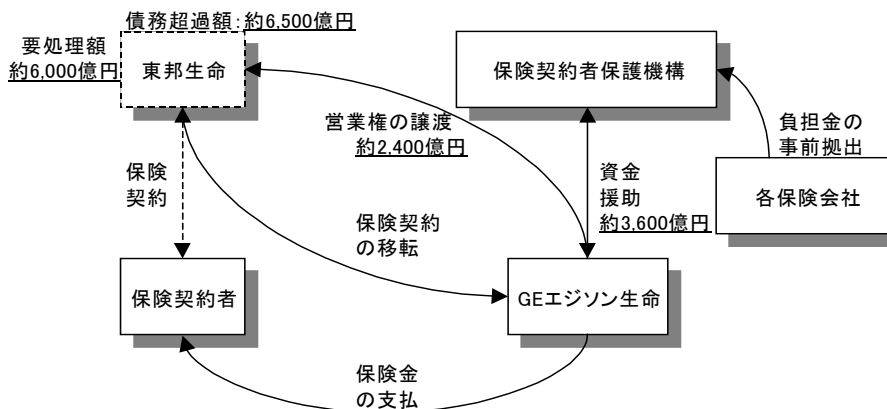 債務超過額：約6,500億円
要処理額
約6,000億円
東邦生命
保険契約者保護機構
営業権の譲渡
約2,400億円
負担金の
事前拠出
保険
契約
資金
援助
約3,600億円
各保険会社
保険契約
の移転
保険契約者
GEエジソン生命
保険金
の支払